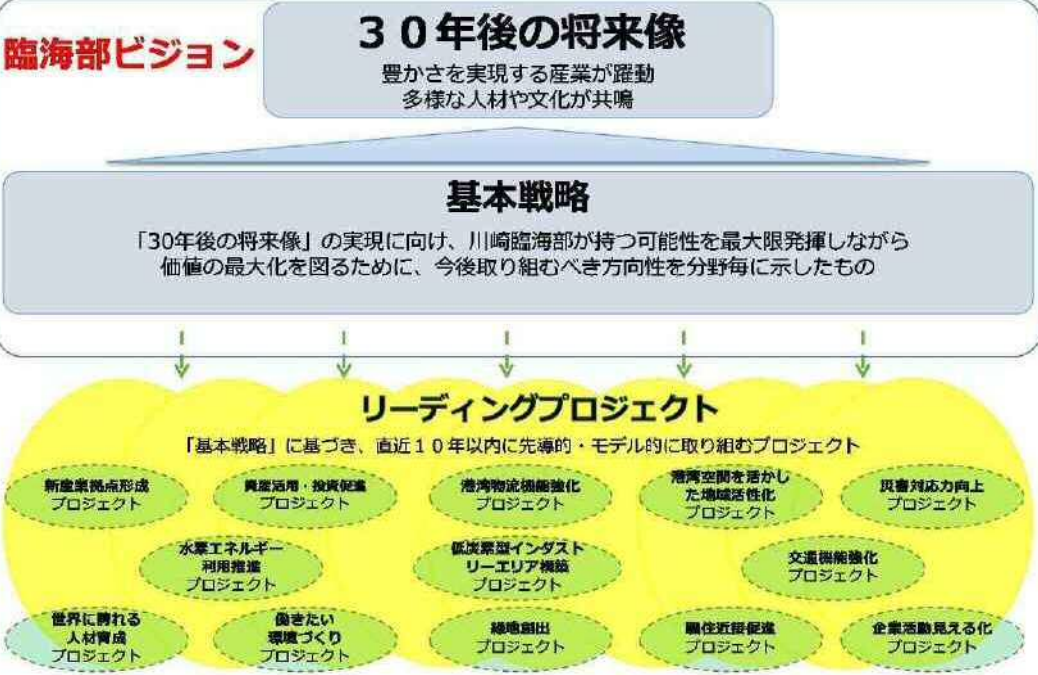 臨海部ビジョン
３０年後の将来像
豊かさを実現する産業が躍動
多様な人材や文化が共鳴
基本戦略
「30年後の将来像」の実現に向け、川崎臨海部が持つ可能性を最大限発揮しながら
価値の最大化を図るために、今後取り組むべき方向性を分野毎に示したもの
リーディングプロジェクト
「基本戦略」に基づき、直近１０年以内に先導的・モデル的に取り組むプロジェクト
新産業拠点形成
プロジェクト
資産活用・投資促進
プロジェクト
港湾物流機能強化
プロジェクト
港湾空間を活かし
た地域活性化
プロジェクト
災害対応力向上
プロジェクト
水素エネルギー
利用推進
プロジェクト
低炭素型インダスト
リーエリア構築
プロジェクト
交通機能強化
プロジェクト
世界に誇れる
人材育成
プロジェクト
働きたい
環境づくり
プロジェクト
緑地創出
プロジェクト
職住近接促進
プロジェクト
企業活動見える化
プロジェクト